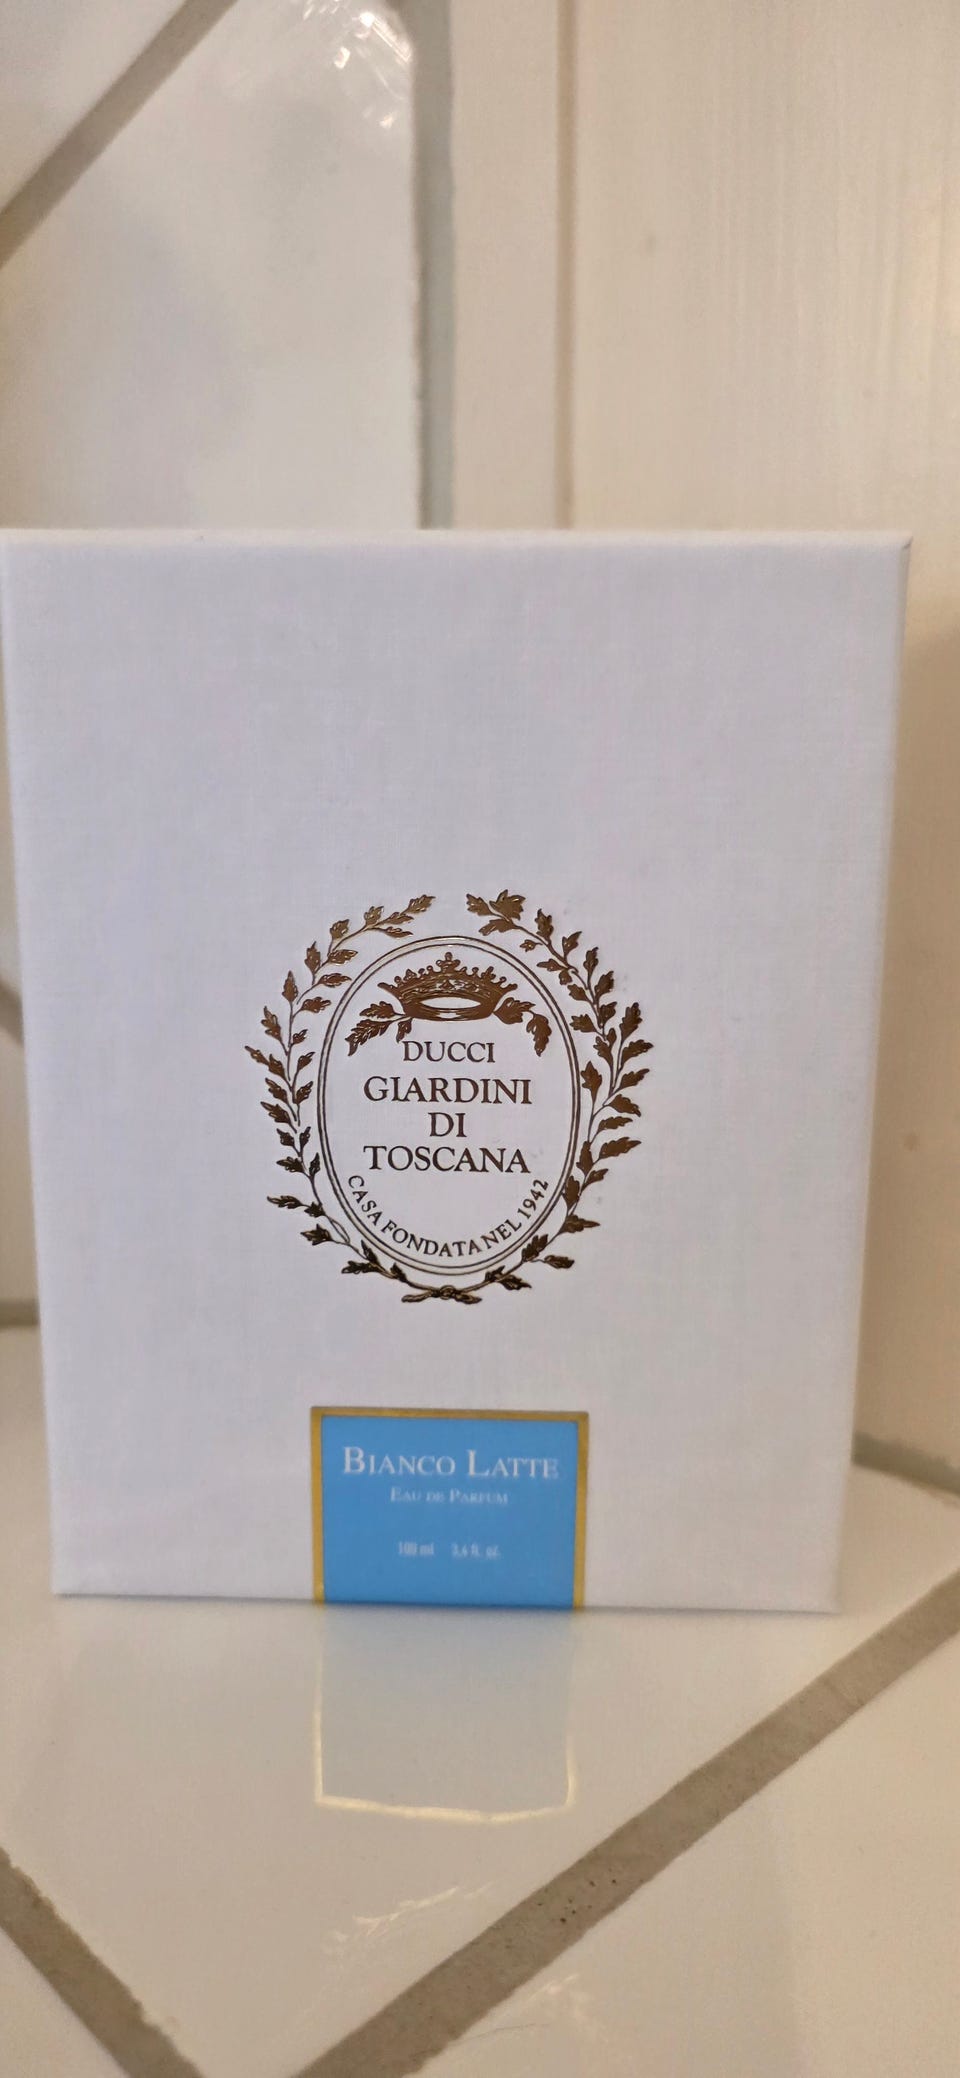 DUCCI
GIARDINI
DI
TOSCANA
CASA FONDATA NEL 1942
BIANCO LATTE
EAU DE PARFUM
100 ml 3.4 fl. oz.